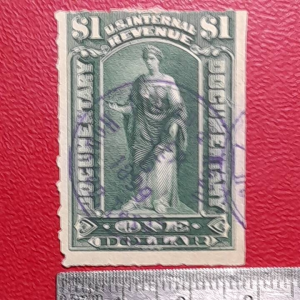 $1 U.S. INTERNAL $1
REVENUE
DOCUMENTARY
DOCUMENTARY
ONE
DOLLAR